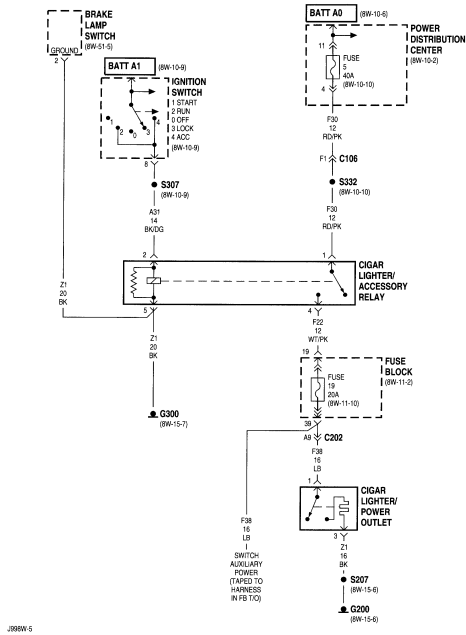 BRAKE
LAMP
SWITCH
(8W-51-5)
GROUND
2
BATT A1
(8W-10-9)
IGNITION
SWITCH
1 START
2 RUN
0 OFF
3 LOCK
4 ACC
(8W-10-9)
1
2
0
3
4
8
S307
(8W-10-9)
A31
14
BK/DG
2
BATT A0
(8W-10-6)
POWER
DISTRIBUTION
CENTER
(8W-10-2)
11
FUSE
5
40A
(8W-10-10)
4
F30
12
RD/PK
F1
C106
S332
(8W-10-10)
F30
12
RD/PK
1
CIGAR
LIGHTER/
ACCESSORY
RELAY
Z1
20
BK
5
4
Z1
20
BK
G300
(8W-15-7)
F22
12
WT/PK
19
FUSE
BLOCK
(8W-11-2)
FUSE
19
20A
(8W-11-10)
39
A9
C202
F38
16
LB
1
CIGAR
LIGHTER/
POWER
OUTLET
F38
16
LB
SWITCH
AUXILIARY
POWER
(TAPED TO
HARNESS
IN FB T/O)
3
Z1
16
BK
S207
(8W-15-6)
G200
(8W-15-6)
J998W-5